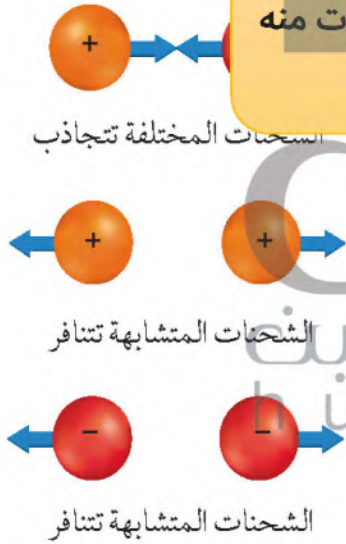 ت منه
+
الشحنات المختلفة تتجاذب
+ +
الشحنات المتشابهة تتنافر
− −
الشحنات المتشابهة تتنافر